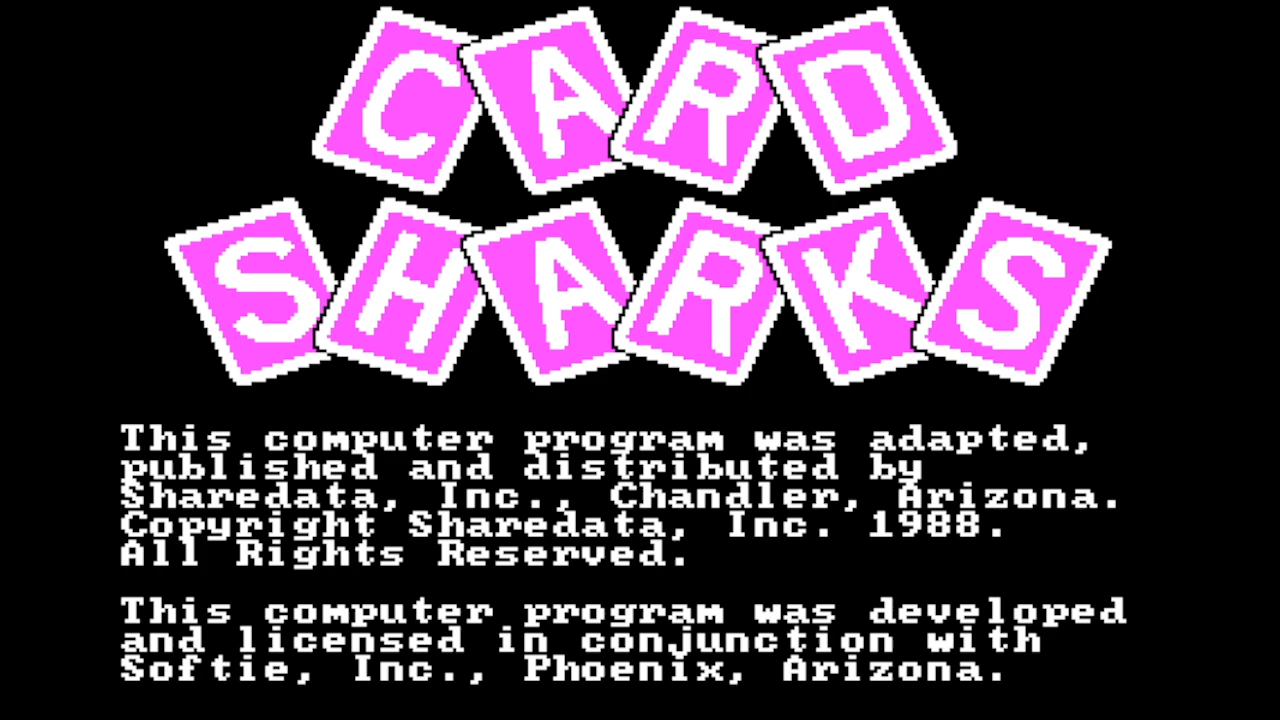 CARD
SHARKS
This computer program was adapted,
published and distributed by
Sharedata, Inc., Chandler, Arizona.
Copyright Sharedata, Inc. 1988.
All Rights Reserved.
This computer program was developed
and licensed in conjunction with
Softie, Inc., Phoenix, Arizona.